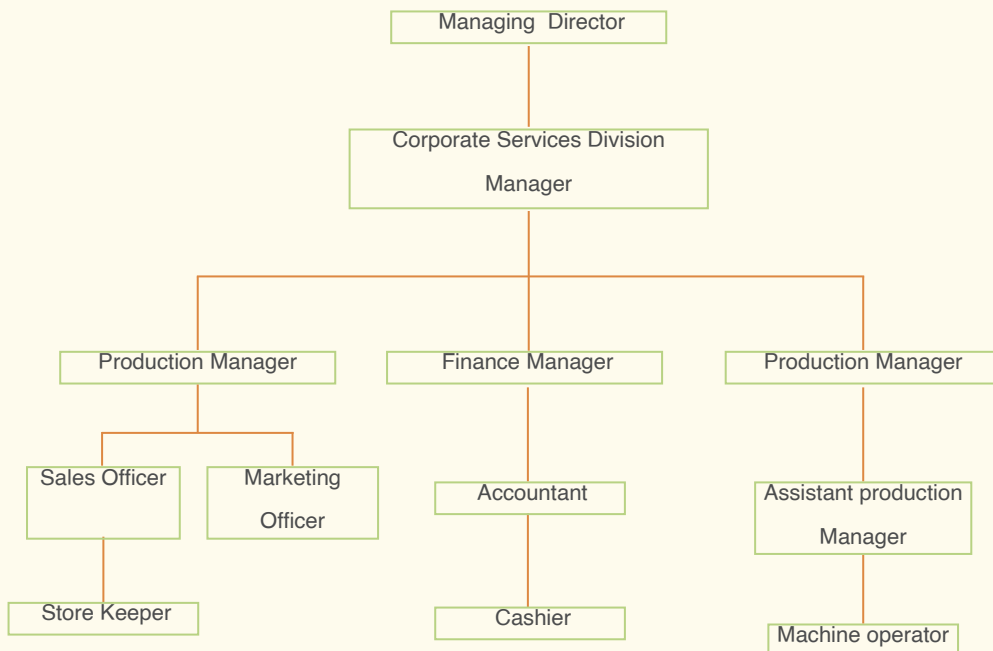 Managing Director
Corporate Services Division
Manager
Production Manager
Finance Manager
Production Manager
Sales Officer
Marketing
Officer
Accountant
Assistant production
Manager
Store Keeper
Cashier
Machine operator